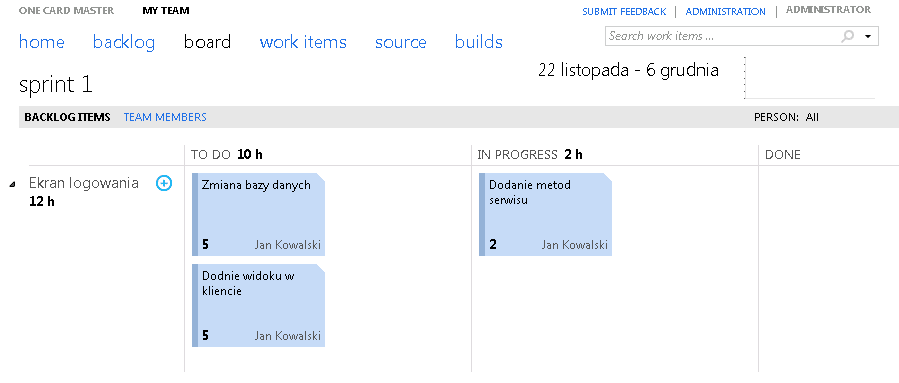 ONE CARD MASTER MY TEAM SUBMIT FEEDBACK ADMINISTRATION ADMINISTRATOR
home backlog board work items source builds Search work items ...
22 listopada - 6 grudnia
sprint 1
BACKLOG ITEMS TEAM MEMBERS PERSON: All
TO DO 10 h IN PROGRESS 2 h DONE
Ekran logowania
12 h
Zmiana bazy danych
5 Jan Kowalski
Dodnie widoku w
kliencie
5 Jan Kowalski
Dodanie metod
serwisu
2 Jan Kowalski